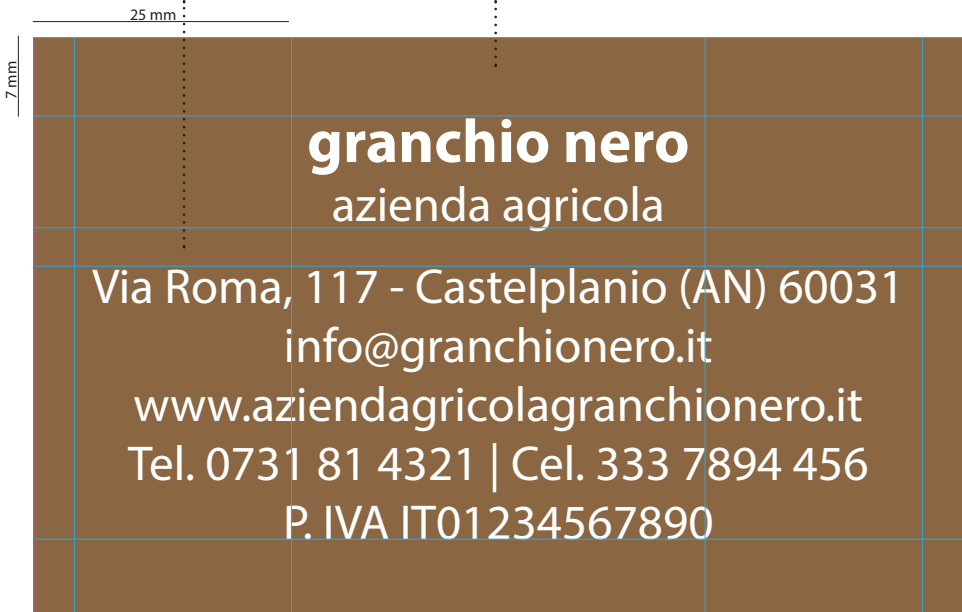 25 mm
7 mm
granchio nero
azienda agricola
Via Roma, 117 - Castelplanio (AN) 60031
info@granchionero.it
www.aziendagricolagranchionero.it
Tel. 0731 81 4321 | Cel. 333 7894 456
P. IVA IT01234567890